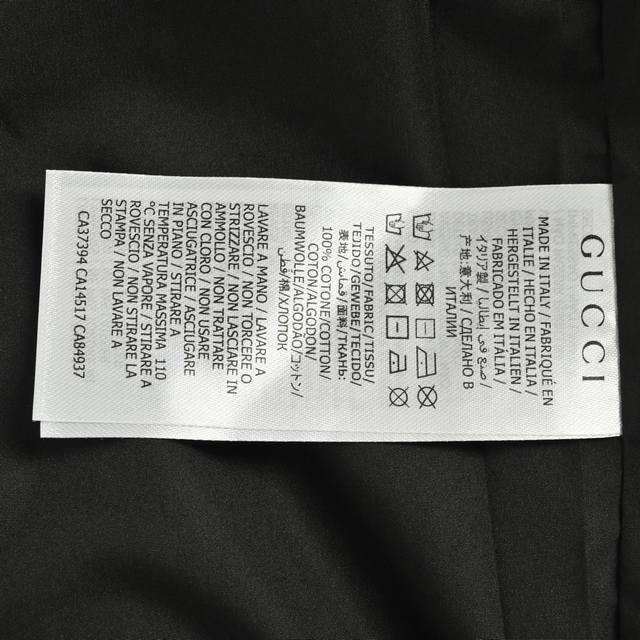 GUCCI
MADE IN ITALY / FABRIQUÉ EN
ITALIE / HECHO EN ITALIA /
HERGESTELLT IN ITALIEN
FABRICADO EM ITALIA /
イタリア製 / صنع في إيطاليا /
产地:意大利 / СДЕЛАНО В
ИТАЛИИ
TESSUTO/FABRIC/TISSU/
TEJIDO/GEWEBE/TECIDO/
表地/قماش/面料/ТКАНЬ:
100% COTONE/COTTON/
COTON/ALGODON/
BAUMWOLLE/ALGODAO/コットン/
قطن/棉/ХЛОПОК
LAVARE A MANO / LAVARE A
ROVESCIO / NON TORCERE O
STRIZZARE / NON LASCIARE IN
AMMOLLO / NON TRATTARE
CON CLORO / NON USARE
ASCIUGATRICE / ASCIUGARE
IN PIANO / STIRARE A
TEMPERATURA MASSIMA 110
°C SENZA VAPORE / STIRARE A
ROVESCIO / NON STIRARE LA
STAMPA / NON LAVARE A
SECCO
CA37394 CA14517 CA84937